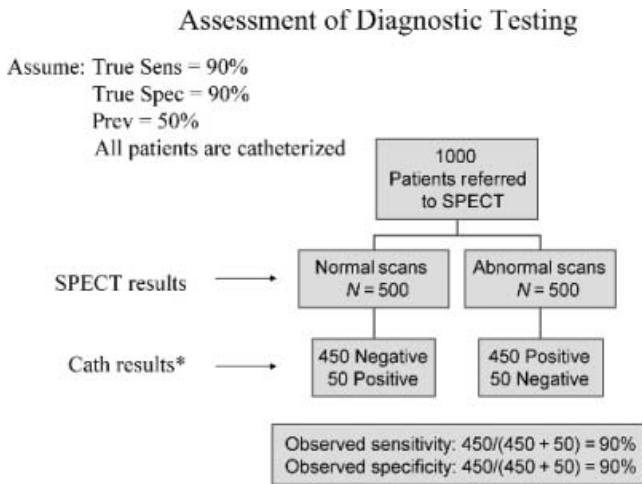 Assessment of Diagnostic Testing
Assume: True Sens = 90%
True Spec = 90%
Prev = 50%
All patients are catheterized
1000
Patients referred
to SPECT
SPECT results
Normal scans
N = 500
Abnormal scans
N = 500
Cath results*
450 Negative
50 Positive
450 Positive
50 Negative
Observed sensitivity: 450/(450 + 50) = 90%
Observed specificity: 450/(450 + 50) = 90%